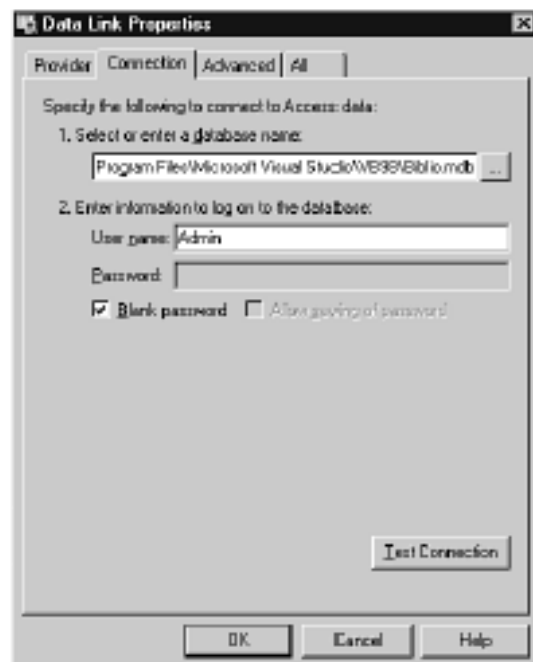 Data Link Properties
Provider Connection Advanced All
Specify the following to connect to Access data:
1. Select or enter a database name:
Program Files\Microsoft Visual Studio\VB98\Biblio.mdb ...
2. Enter information to log on to the database:
User name: Admin
Password:
Blank password Allow saving of password
Test Connection
OK Cancel Help